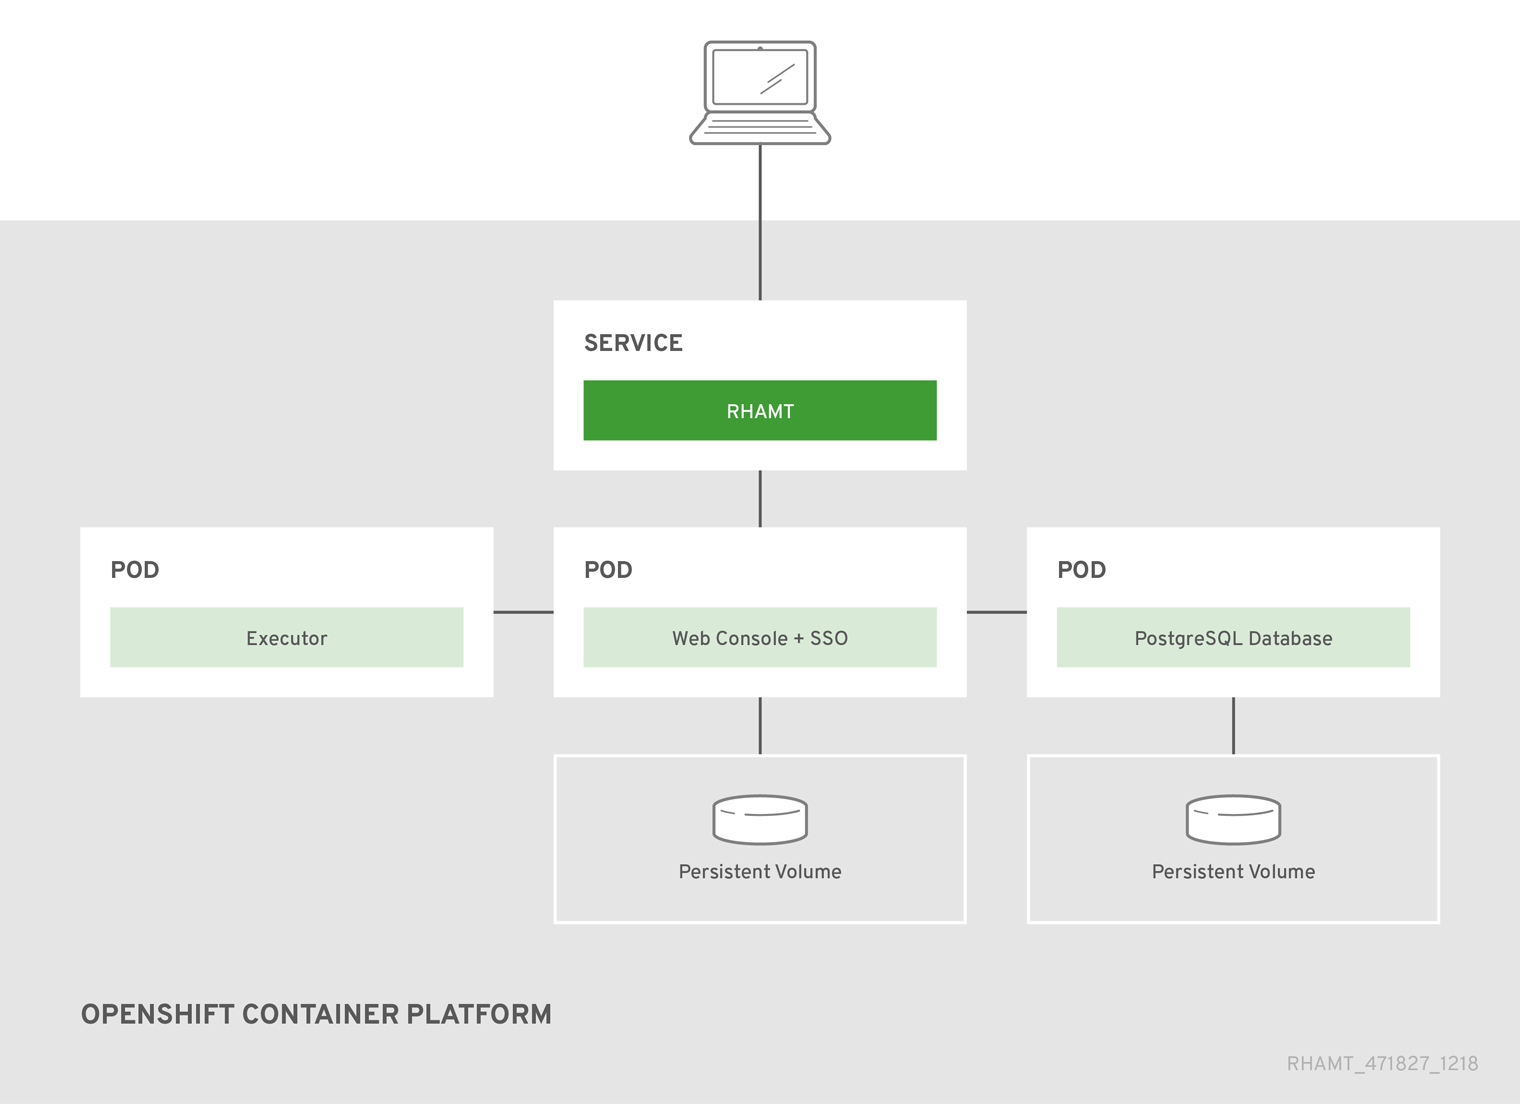 SERVICE
RHAMT
POD
Executor
POD
Web Console + SSO
POD
PostgreSQL Database
Persistent Volume
Persistent Volume
OPENSHIFT CONTAINER PLATFORM
RHAMT_471827_1218